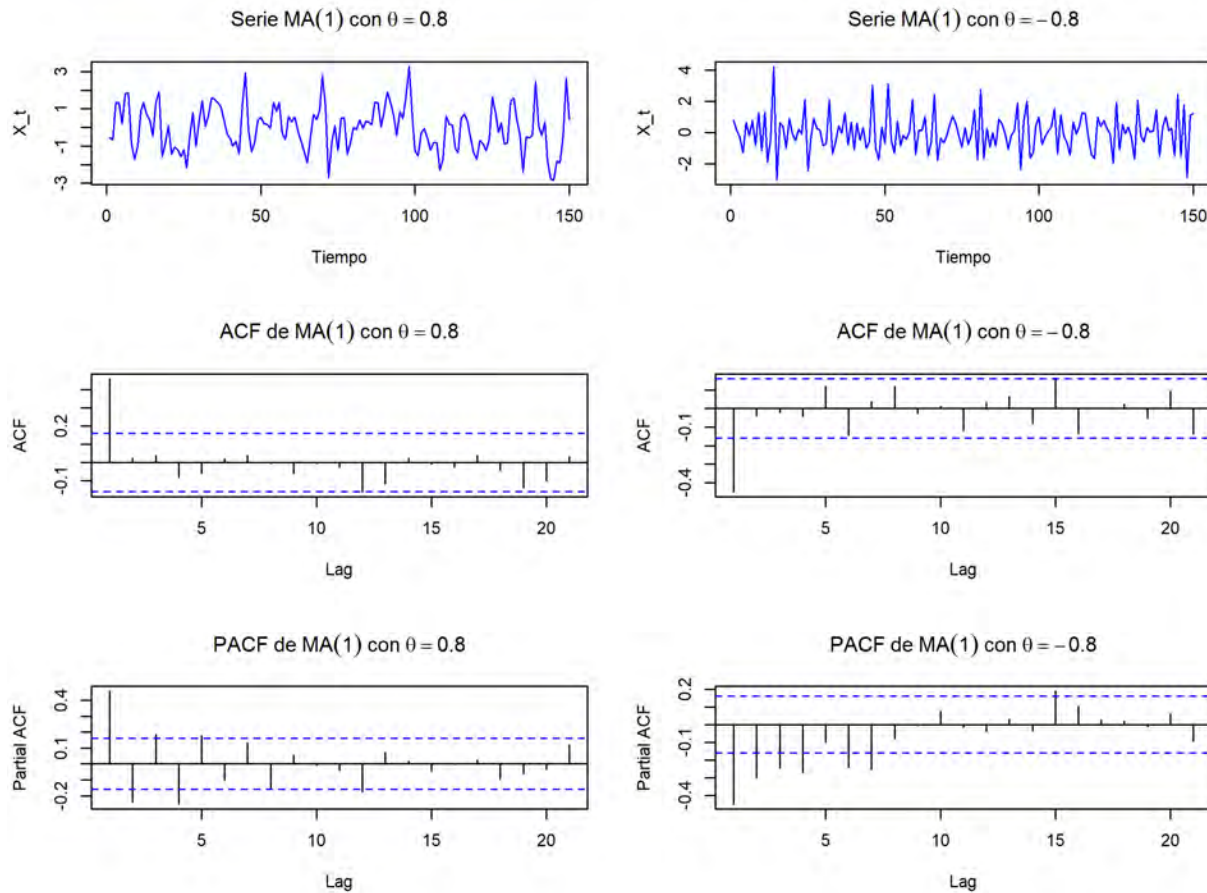 Serie MA(1) con θ = 0.8
X_t
3
1
-1
-3
0
50
100
150
Tiempo
Serie MA(1) con θ = −0.8
X_t
4
2
0
-2
0
50
100
150
Tiempo
ACF de MA(1) con θ = 0.8
ACF
0.2
-0.1
5
10
15
20
Lag
ACF de MA(1) con θ = −0.8
ACF
-0.1
-0.4
5
10
15
20
Lag
PACF de MA(1) con θ = 0.8
Partial ACF
0.4
0.1
-0.2
5
10
15
20
Lag
PACF de MA(1) con θ = −0.8
Partial ACF
0.2
-0.1
-0.4
5
10
15
20
Lag